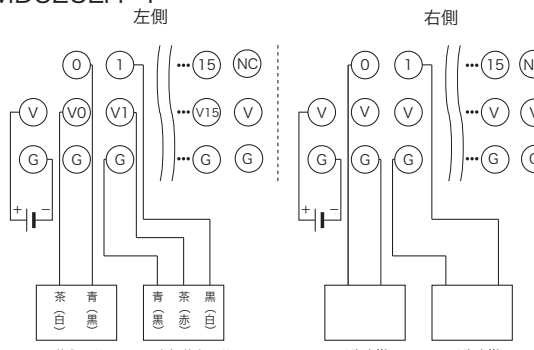 左側
右側
0 1 ···15 NC
V V0 V1 ···V15 V
G G G ···G G
+ −
茶(白) 青(黒)
青(黒) 茶(赤) 黒(白)
0 1 ···15
V V V ···V
G G G ···G
+ −